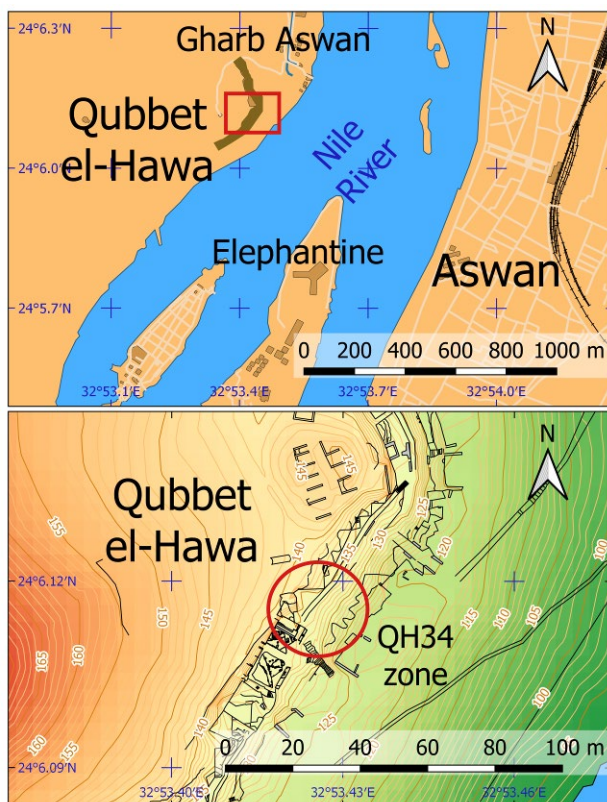 24°6.3'N
Gharb Aswan
N
Qubbet
el-Hawa
24°6.0'N
Nile
River
Elephantine
Aswan
24°5.7'N
0 200 400 600 800 1000 m
32°53.1'E 32°53.4'E 32°53.7'E 32°54.0'E
N
145
145
Qubbet
el-Hawa
155
140
135
130
125
120
24°6.12'N
150
145
115
110
105
165
QH34
zone
100
100
160
155
140
125
0 20 40 60 80 100 m
24°6.09'N
32°53.40'E 32°53.43'E 32°53.46'E